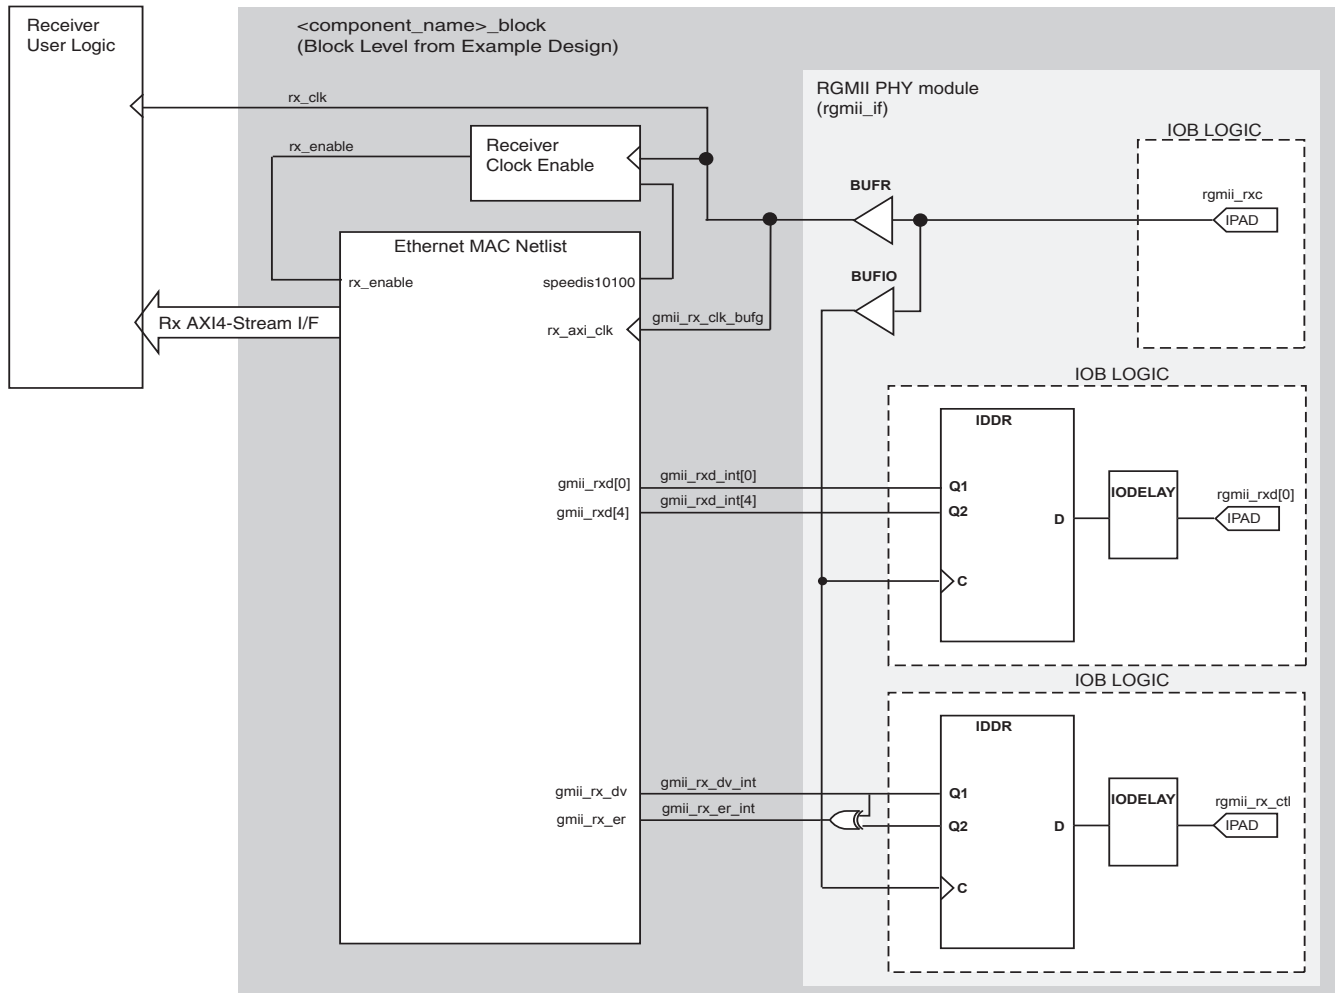 Receiver
User Logic
<component_name>_block
(Block Level from Example Design)
rx_clk
RGMII PHY module
(rgmii_if)
IOB LOGIC
rx_enable
Receiver
Clock Enable
BUFR
rgmii_rxc
IPAD
Ethernet MAC Netlist
rx_enable
speedis10100
BUFIO
Rx AXI4-Stream I/F
rx_axi_clk
gmii_rx_clk_bufg
IOB LOGIC
IDDR
gmii_rxd[0]
gmii_rxd_int[0]
Q1
gmii_rxd[4]
gmii_rxd_int[4]
Q2
D
IODELAY
rgmii_rxd[0]
IPAD
C
IOB LOGIC
IDDR
gmii_rx_dv
gmii_rx_dv_int
Q1
gmii_rx_er
gmii_rx_er_int
Q2
D
IODELAY
rgmii_rx_ctl
IPAD
C